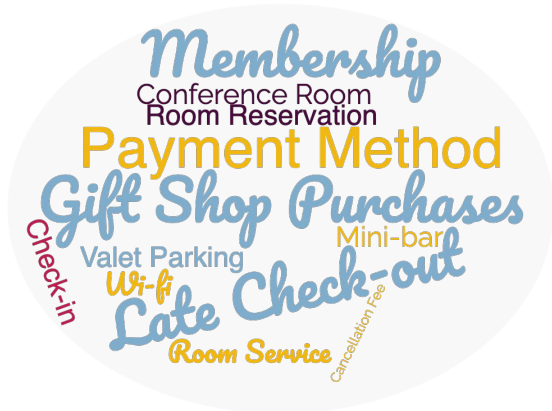 Membership
Conference Room
Room Reservation
Payment Method
Gift Shop Purchases
Check-in
Mini-bar
Valet Parking
Wi-fi
Late Check-out
Cancellation Fee
Room Service